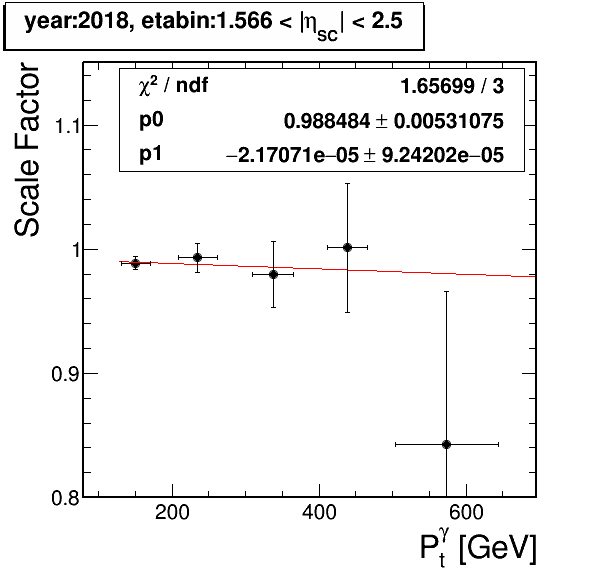 year:2018, etabin:1.566 < |η_SC| < 2.5
χ² / ndf 1.65699 / 3
p0 0.988484 ± 0.00531075
p1 −2.17071e−05 ± 9.24202e−05
Scale Factor
1.1
1
0.9
0.8
200 400 600
P_t^γ [GeV]